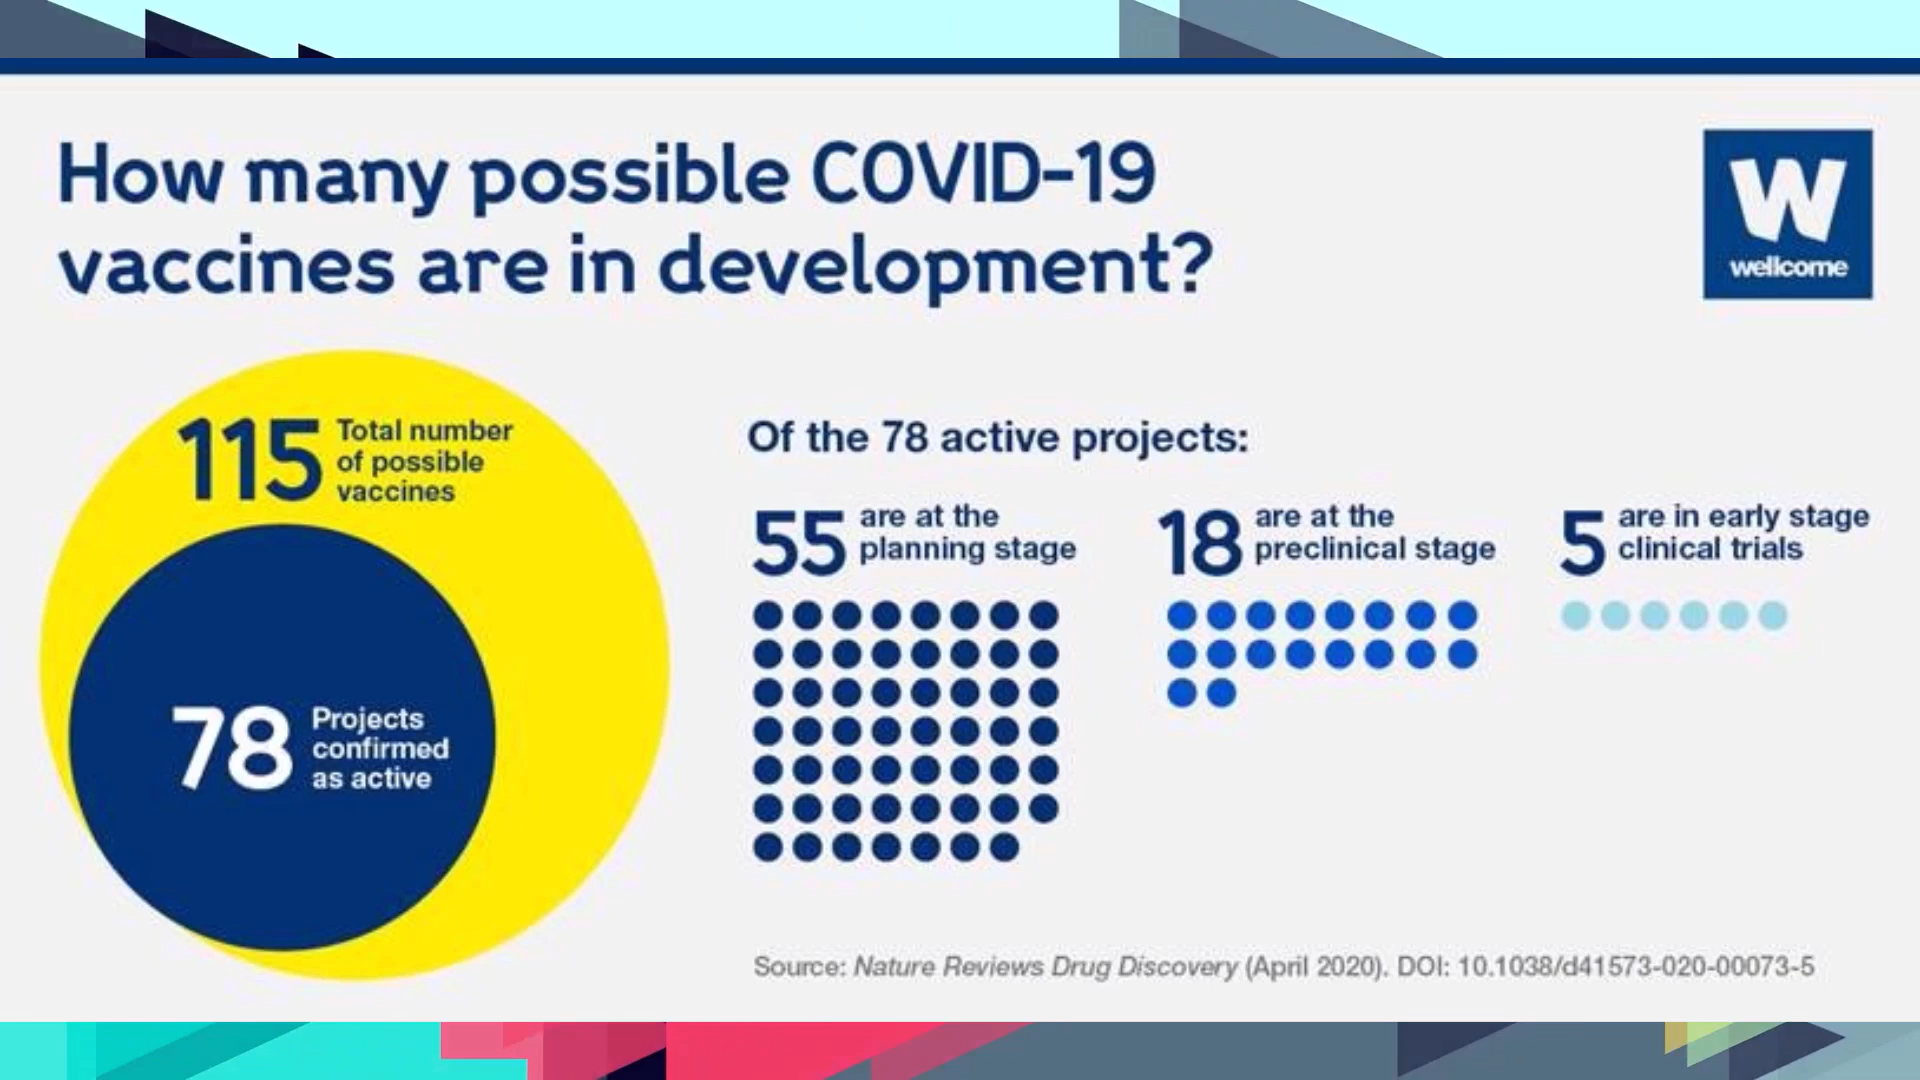 How many possible COVID-19
vaccines are in development?
W
wellcome
115 Total number
of possible
vaccines
78 Projects
confirmed
as active
Of the 78 active projects:
55 are at the
planning stage
18 are at the
preclinical stage
5 are in early stage
clinical trials
Source: Nature Reviews Drug Discovery (April 2020). DOI: 10.1038/d41573-020-00073-5